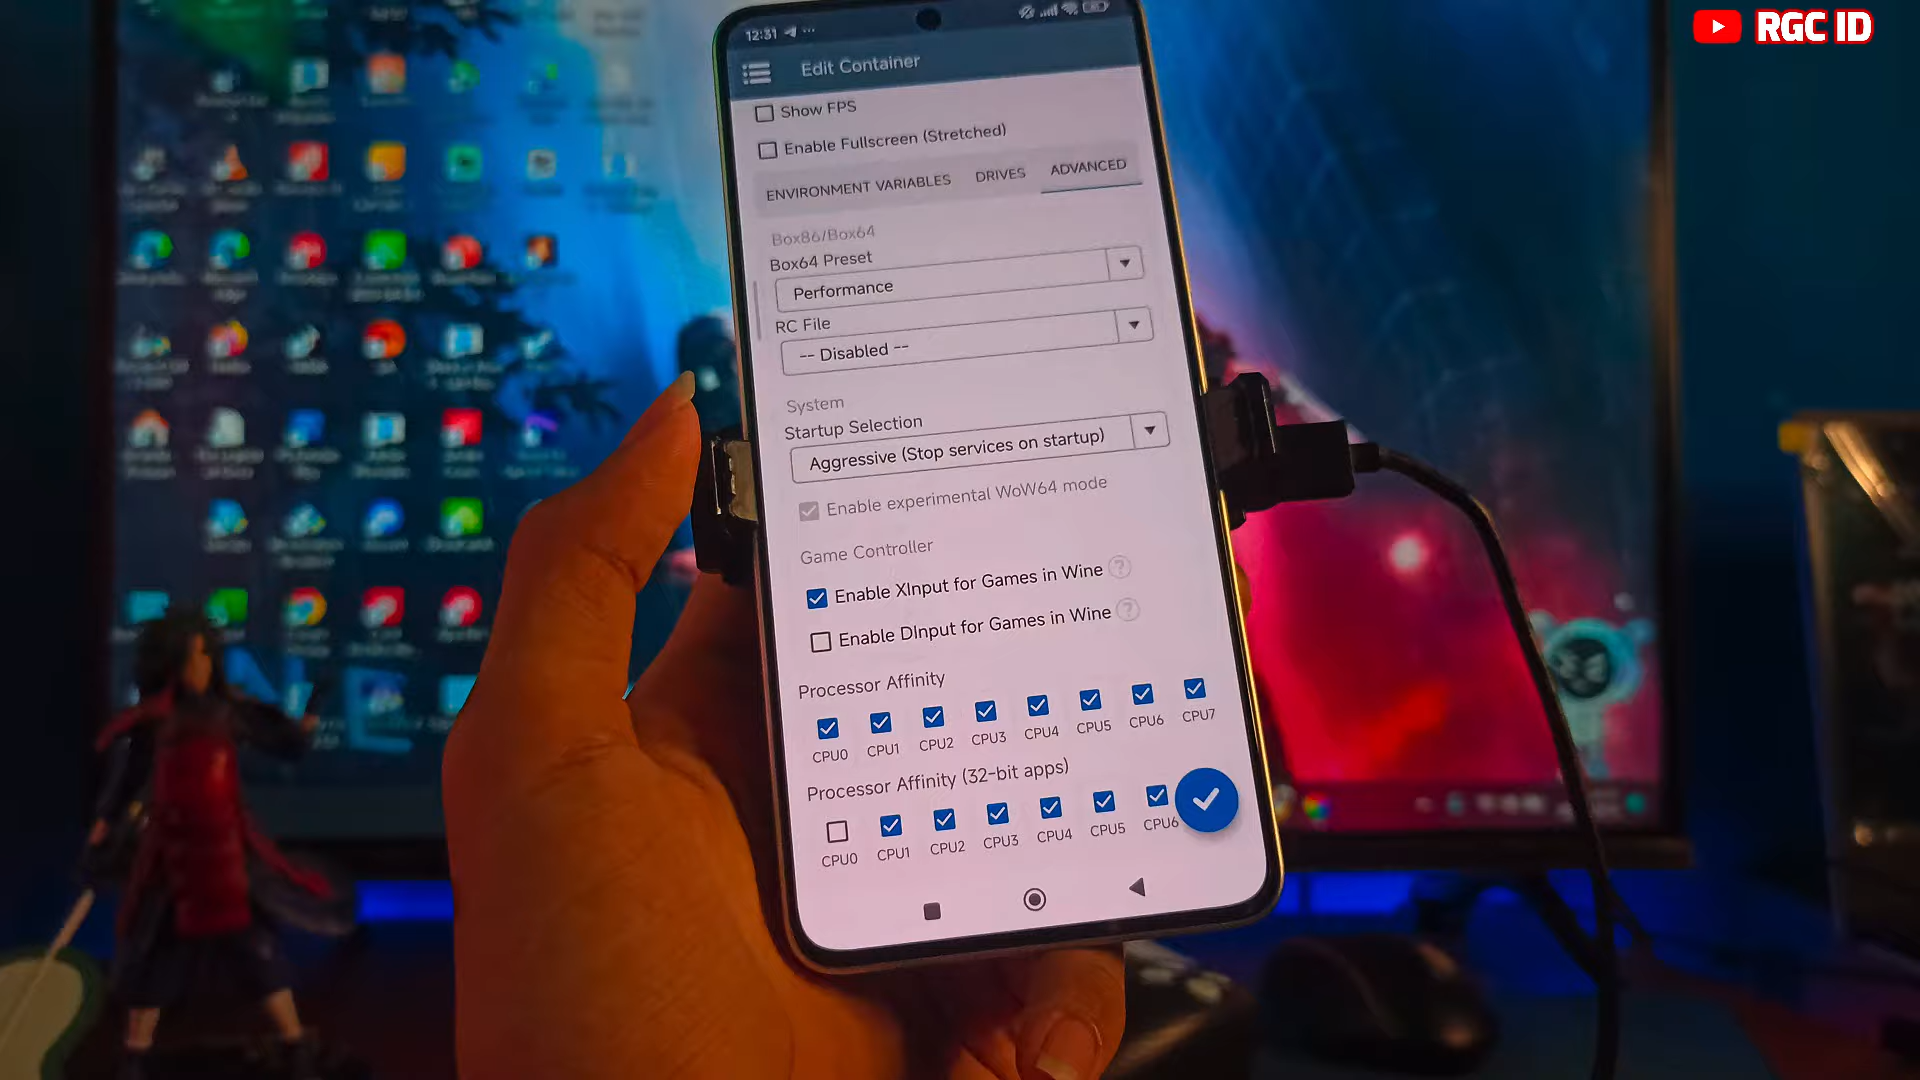 RGC ID
12:31
Edit Container
Show FPS
Enable Fullscreen (Stretched)
ENVIRONMENT VARIABLES DRIVES ADVANCED
Box86/Box64
Box64 Preset
Performance
RC File
-- Disabled --
System
Startup Selection
Aggressive (Stop services on startup)
Enable experimental WoW64 mode
Game Controller
Enable XInput for Games in Wine ?
Enable DInput for Games in Wine ?
Processor Affinity
CPU0 CPU1 CPU2 CPU3 CPU4 CPU5 CPU6 CPU7
Processor Affinity (32-bit apps)
CPU0 CPU1 CPU2 CPU3 CPU4 CPU5 CPU6